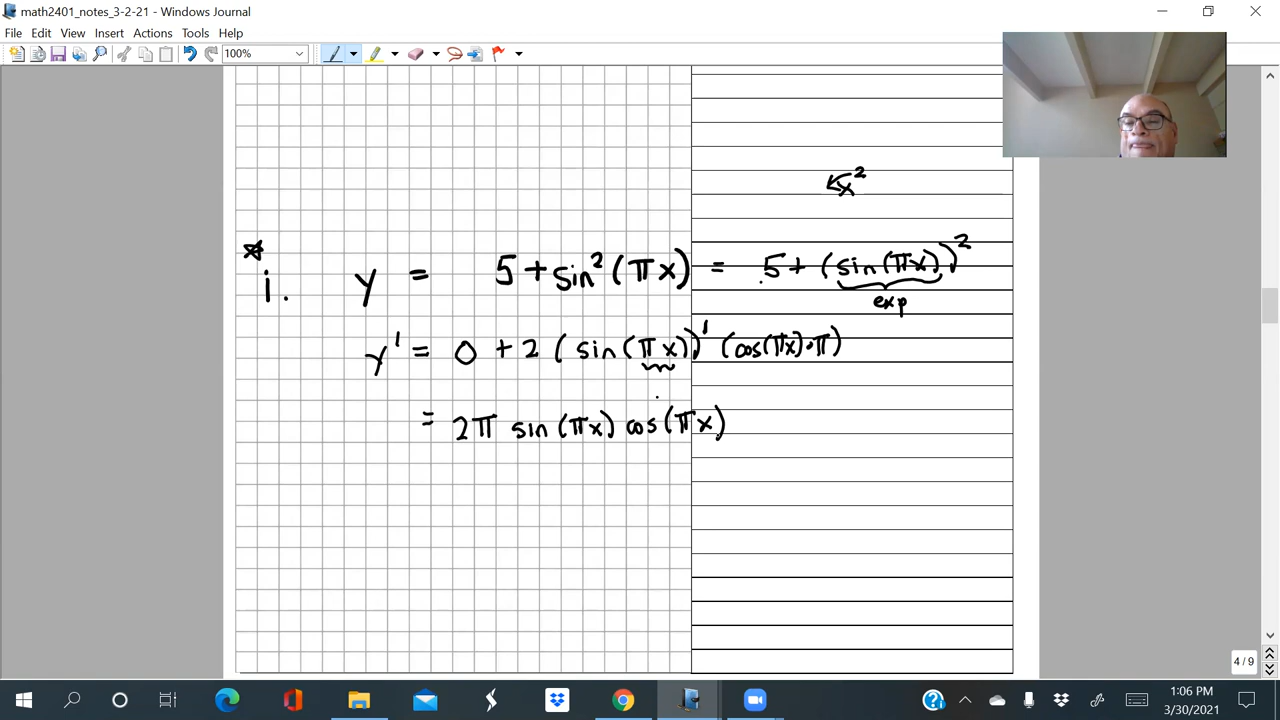 math2401_notes_3-2-21 - Windows Journal
File Edit View Insert Actions Tools Help
100%
x²
* i. y = 5 + sin²(πx) = 5 + (sin(πx))²
exp
y' = 0 + 2 (sin(πx))¹ (cos(πx)·π)
= 2π sin(πx) cos(πx)
4 / 9
1:06 PM
3/30/2021